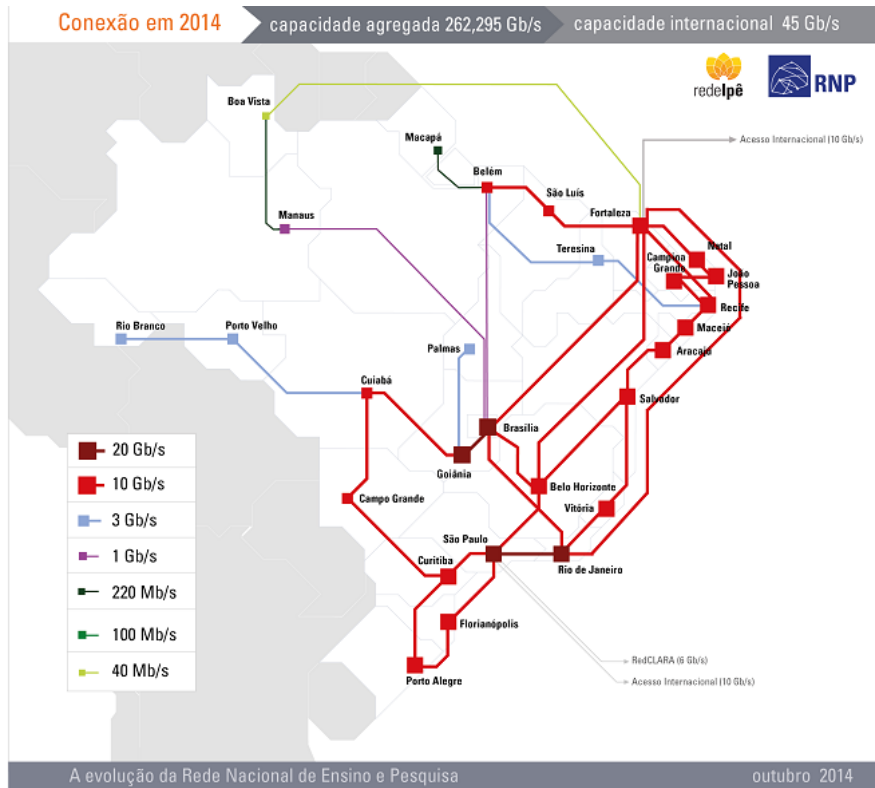 Conexão em 2014
capacidade agregada 262,295 Gb/s
capacidade internacional 45 Gb/s
redeIpê
RNP
Boa Vista
Macapá
Acesso Internacional (10 Gb/s)
Belém
São Luís
Manaus
Fortaleza
Teresina
Natal
Campina
Grande
João
Pessoa
Recife
Rio Branco
Porto Velho
Maceió
Palmas
Aracajú
Cuiabá
Salvador
Brasília
20 Gb/s
Goiânia
10 Gb/s
Belo Horizonte
Campo Grande
Vitória
3 Gb/s
São Paulo
1 Gb/s
Curitiba
Rio de Janeiro
220 Mb/s
Florianópolis
100 Mb/s
RedCLARA (6 Gb/s)
40 Mb/s
Porto Alegre
Acesso Internacional (10 Gb/s)
A evolução da Rede Nacional de Ensino e Pesquisa
outubro 2014